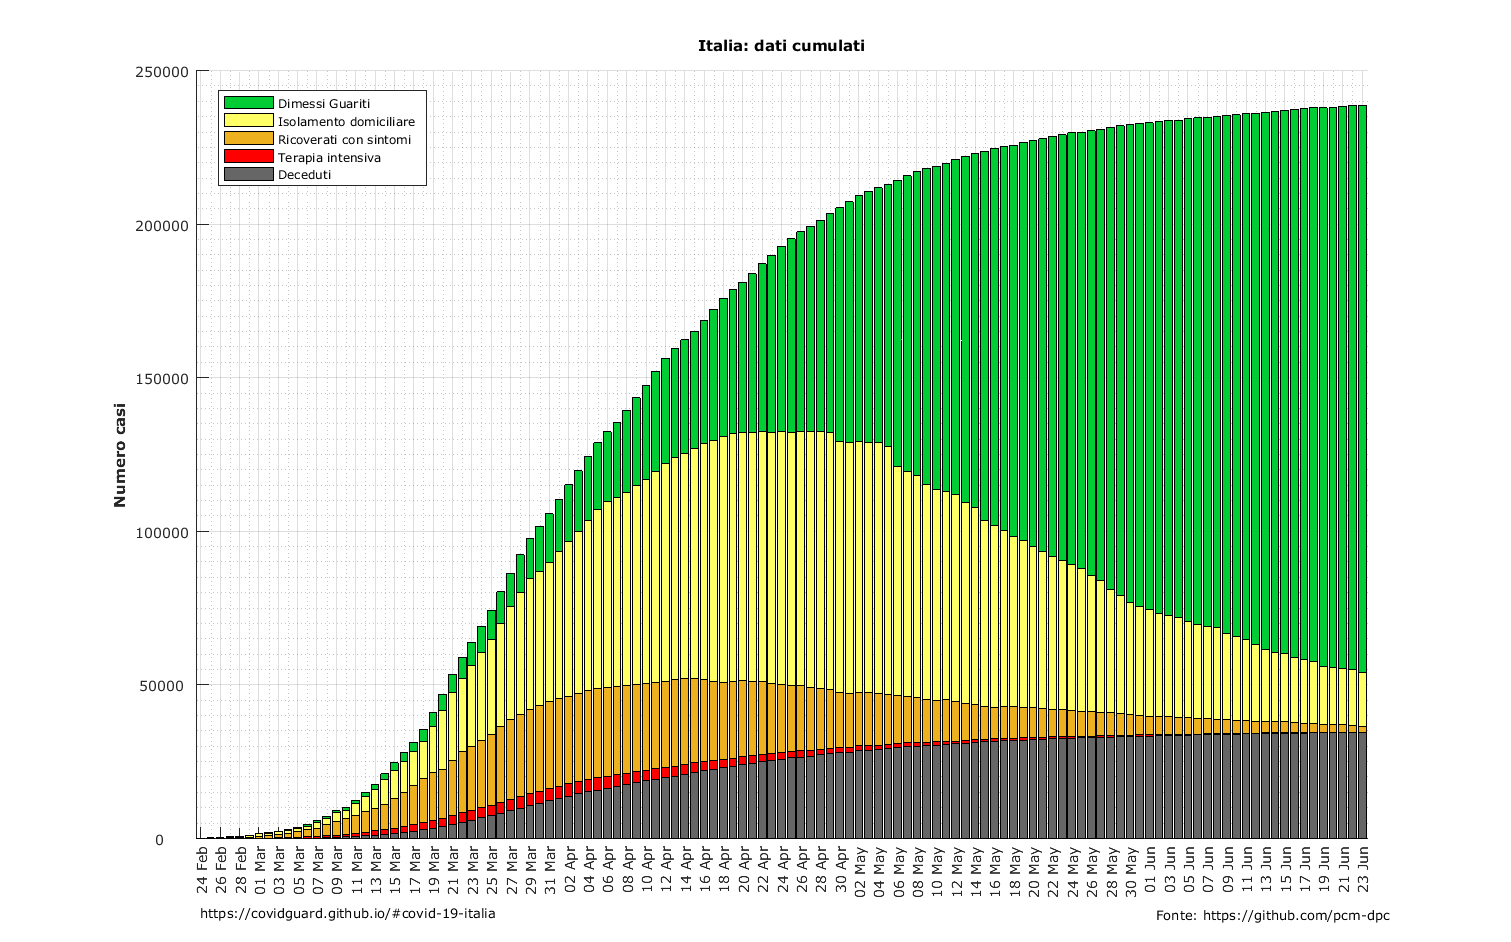 Italia: dati cumulati
250000
200000
150000
100000
50000
0
Numero casi
Dimessi Guariti
Isolamento domiciliare
Ricoverati con sintomi
Terapia intensiva
Deceduti
24 Feb
26 Feb
28 Feb
01 Mar
03 Mar
05 Mar
07 Mar
09 Mar
11 Mar
13 Mar
15 Mar
17 Mar
19 Mar
21 Mar
23 Mar
25 Mar
27 Mar
29 Mar
31 Mar
02 Apr
04 Apr
06 Apr
08 Apr
10 Apr
12 Apr
14 Apr
16 Apr
18 Apr
20 Apr
22 Apr
24 Apr
26 Apr
28 Apr
30 Apr
02 May
04 May
06 May
08 May
10 May
12 May
14 May
16 May
18 May
20 May
22 May
24 May
26 May
28 May
30 May
01 Jun
03 Jun
05 Jun
07 Jun
09 Jun
11 Jun
13 Jun
15 Jun
17 Jun
19 Jun
21 Jun
23 Jun
https://covidguard.github.io/#covid-19-italia
Fonte: https://github.com/pcm-dpc